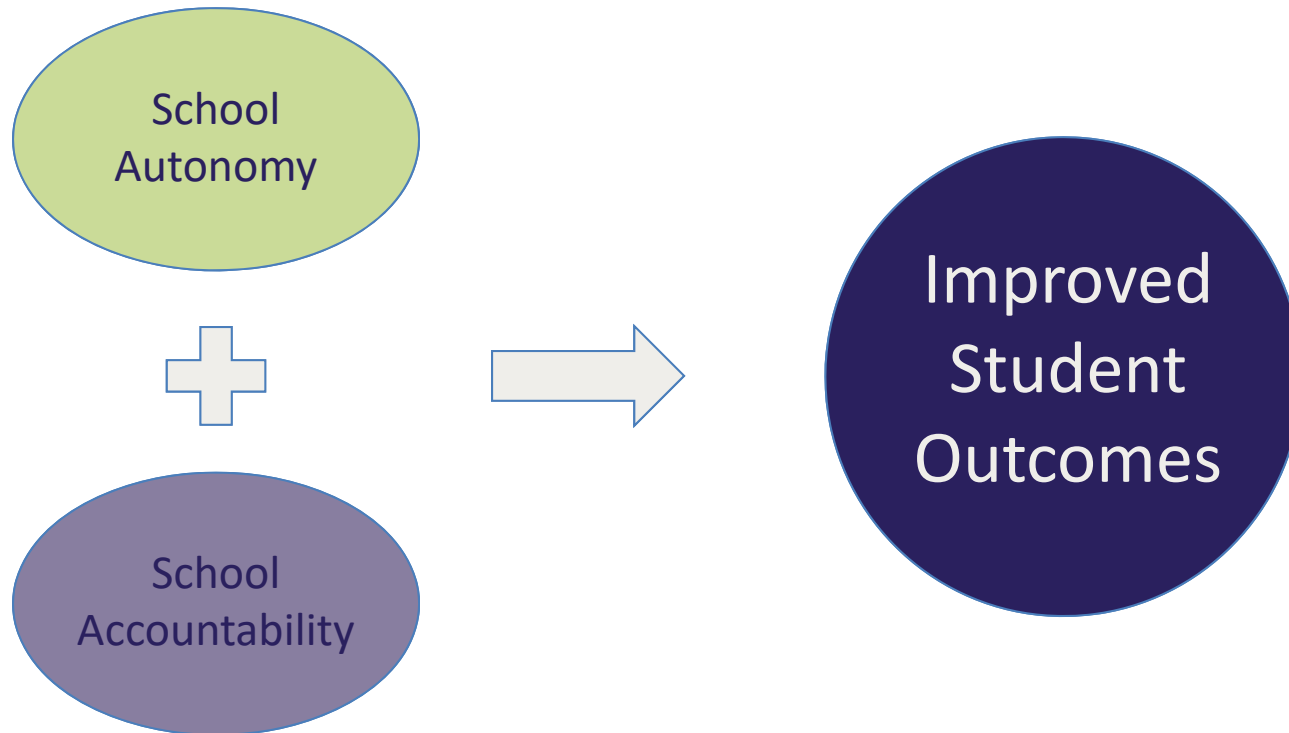 School
Autonomy
School
Accountability
Improved
Student
Outcomes